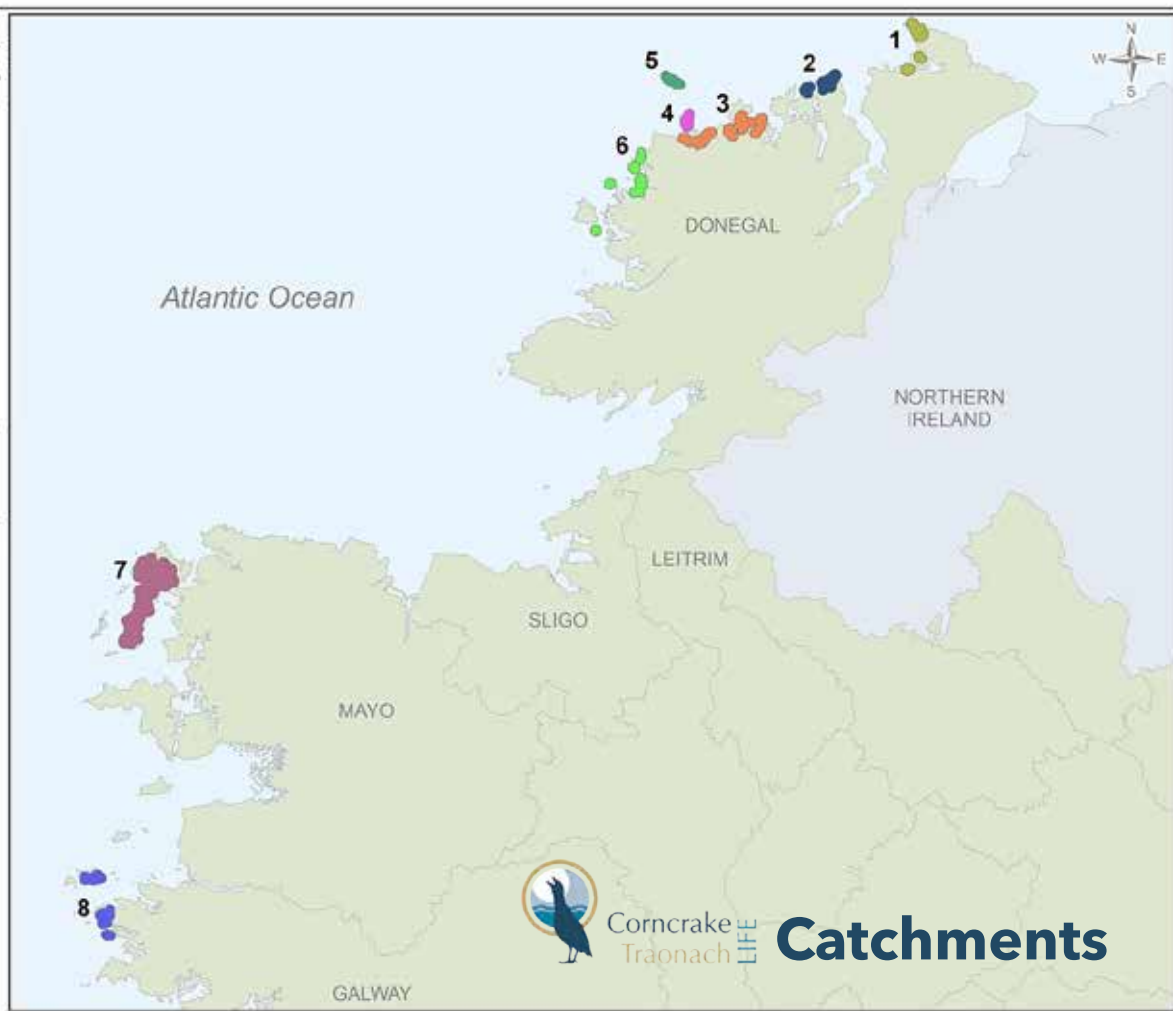 1
N
W E
S
2
5
3
4
6
DONEGAL
Atlantic Ocean
NORTHERN
IRELAND
LEITRIM
7
SLIGO
MAYO
8
Corncrake
Traonach
LIFE
Catchments
GALWAY